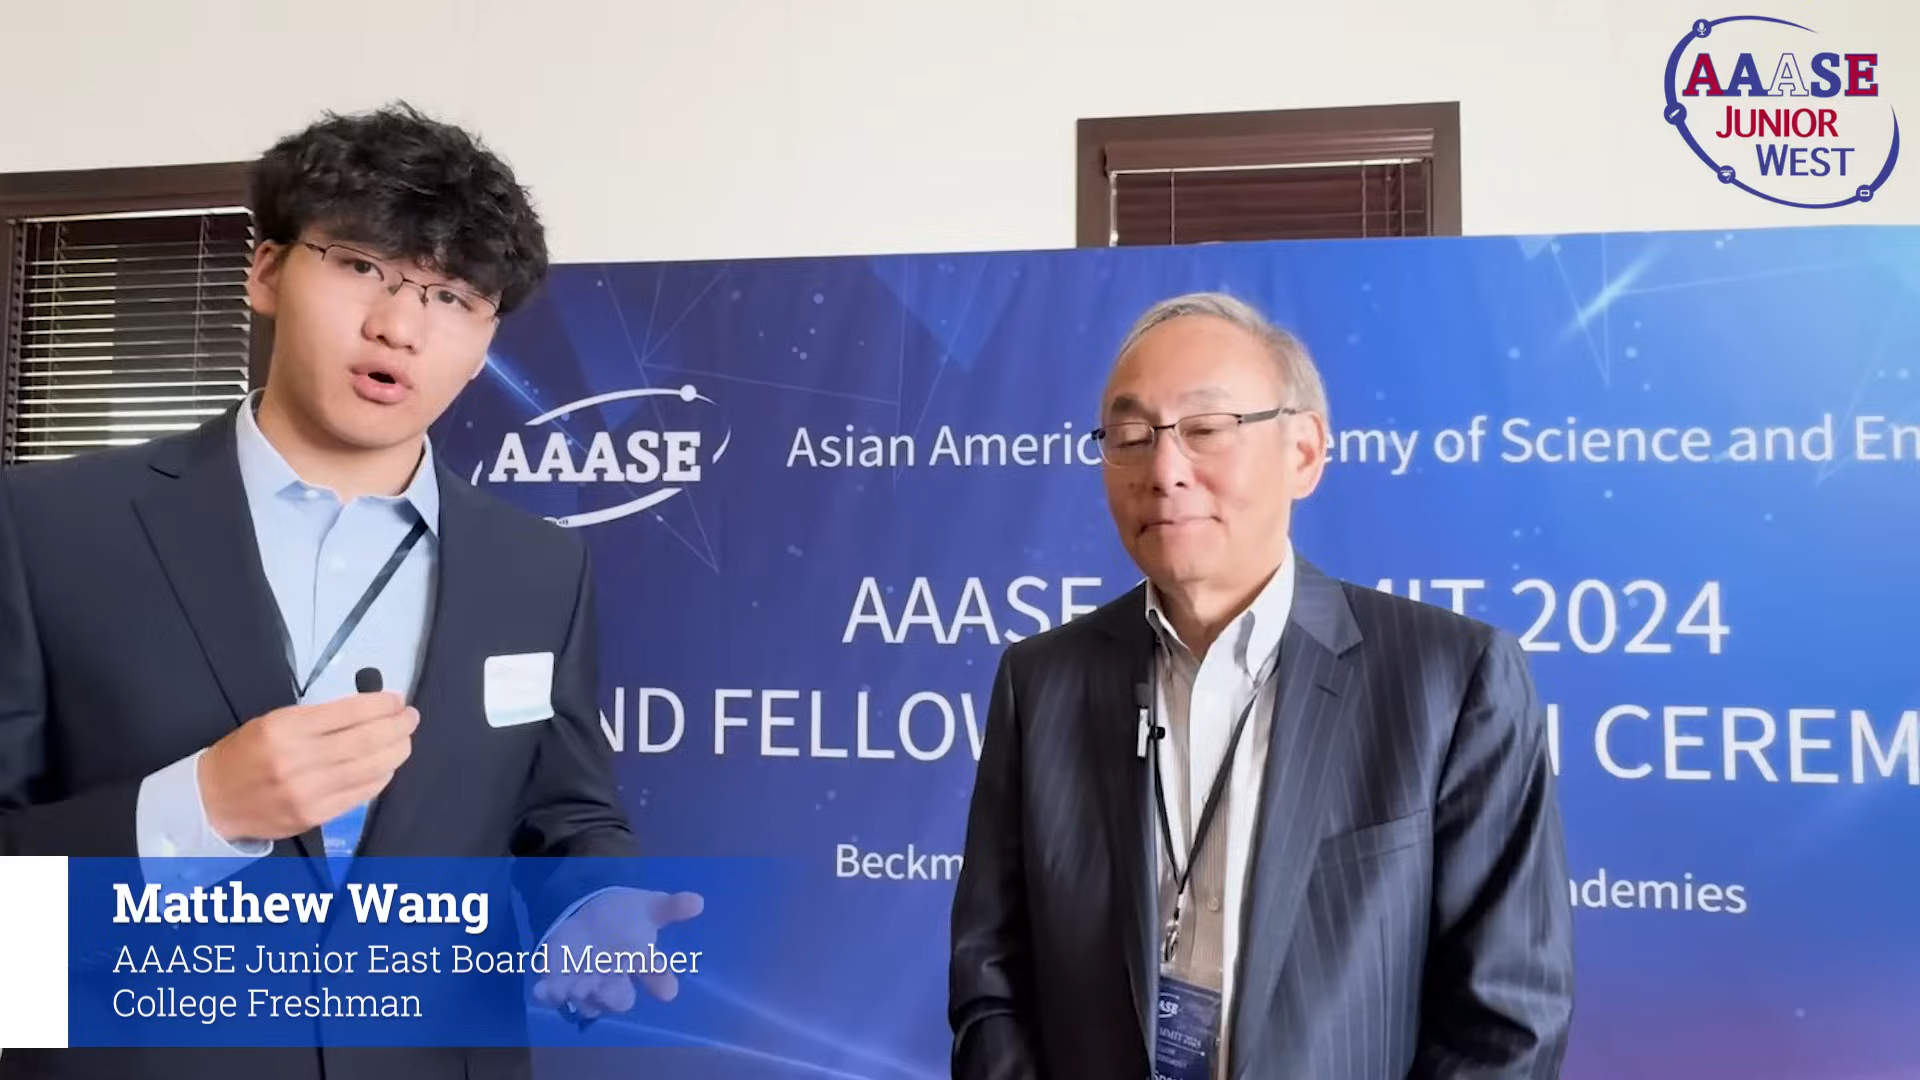 AAASE
JUNIOR
WEST
AAASE
Asian Americ emy of Science and En
AAASE MIT 2024
ND FELLOW N CEREM
Beckm ademies
Matthew Wang
AAASE Junior East Board Member
College Freshman